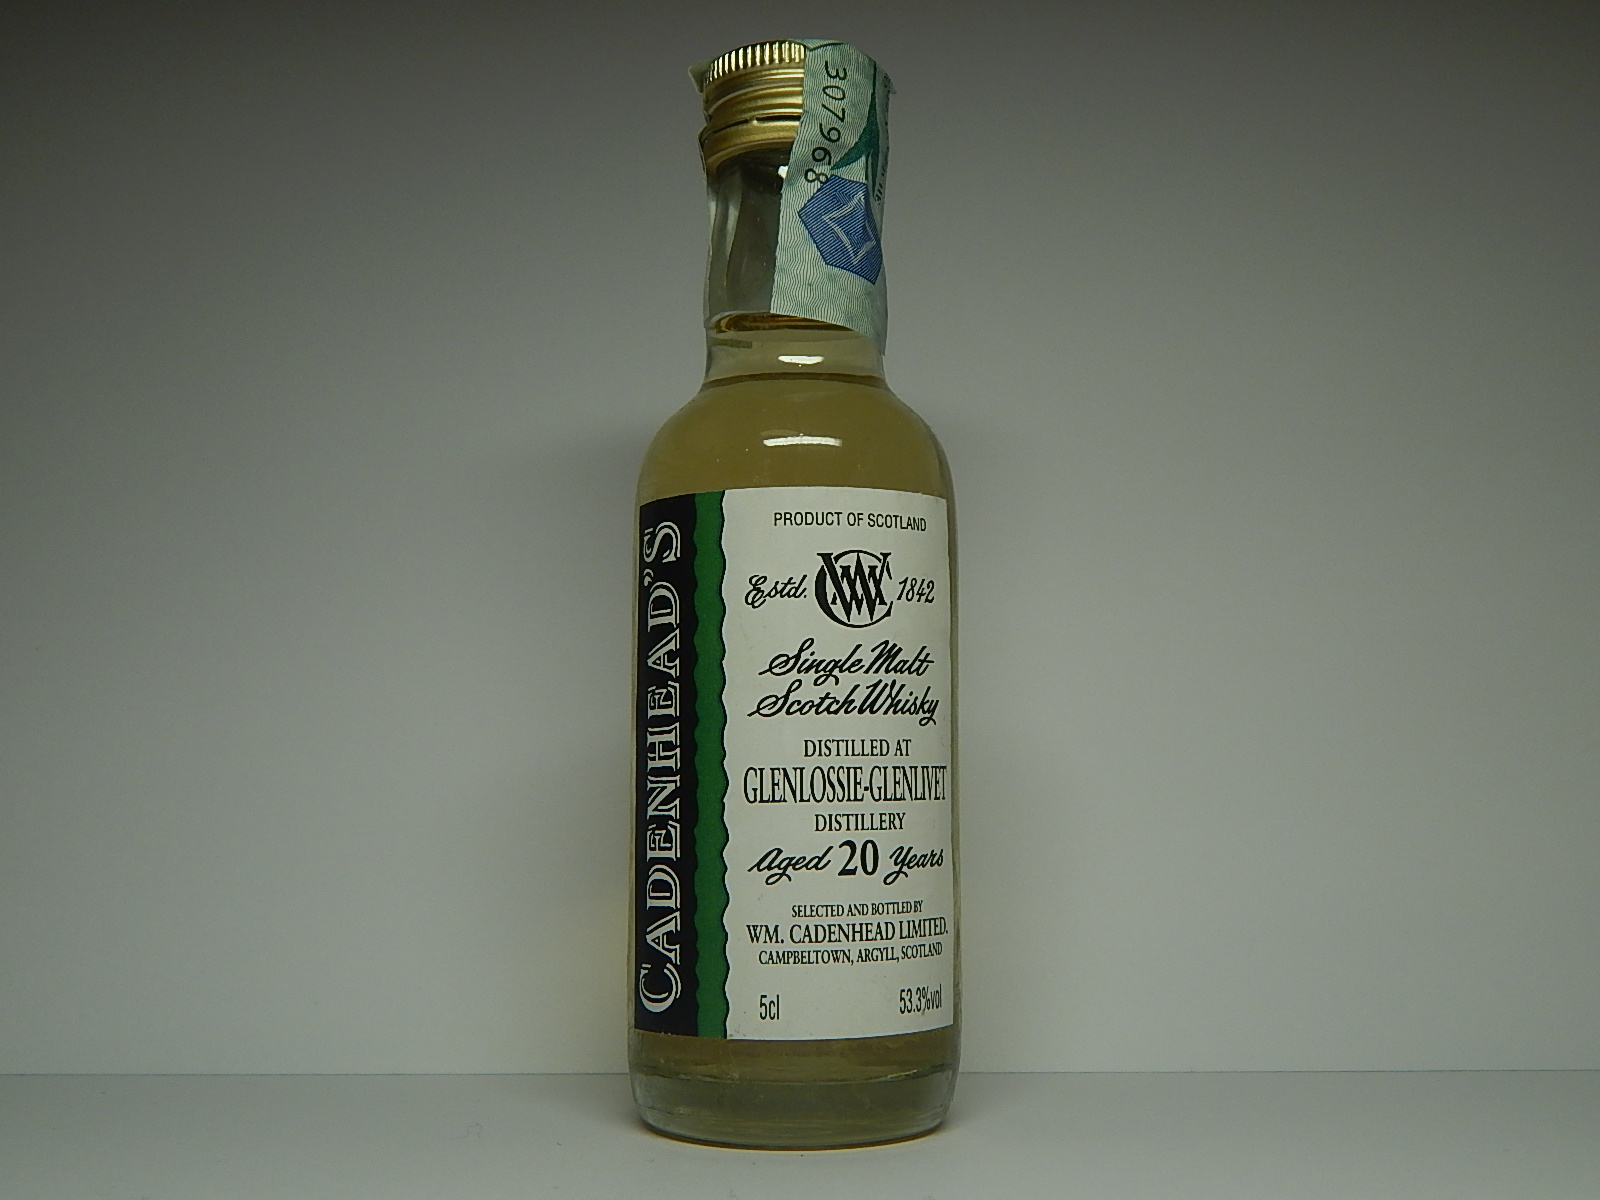 307968
CADENHEAD'S
PRODUCT OF SCOTLAND
Estd. WC 1842
Single Malt
Scotch Whisky
DISTILLED AT
GLENLOSSIE-GLENLIVET
DISTILLERY
Aged 20 Years
SELECTED AND BOTTLED BY
WM. CADENHEAD LIMITED.
CAMPBELTOWN, ARGYLL, SCOTLAND
5cl 53.3%vol